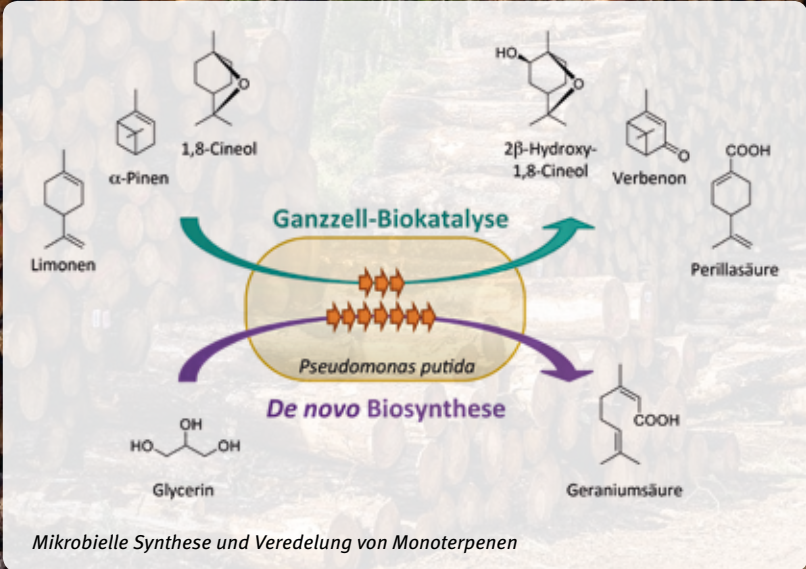 1,8-Cineol
α-Pinen
Limonen
HO
O
2β-Hydroxy-
1,8-Cineol
O
Verbenon
COOH
Perillasäure
O
Ganzzell-Biokatalyse
Pseudomonas putida
De novo Biosynthese
OH
HO
OH
Glycerin
COOH
Geraniumsäure
Mikrobielle Synthese und Veredelung von Monoterpenen